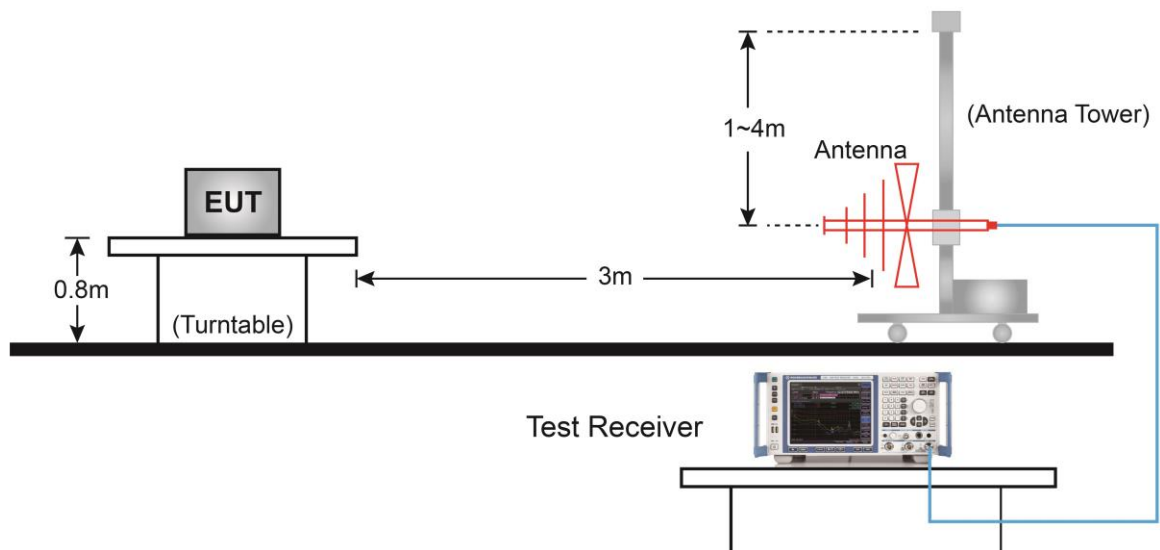 1~4m
(Antenna Tower)
Antenna
EUT
0.8m
3m
(Turntable)
Test Receiver